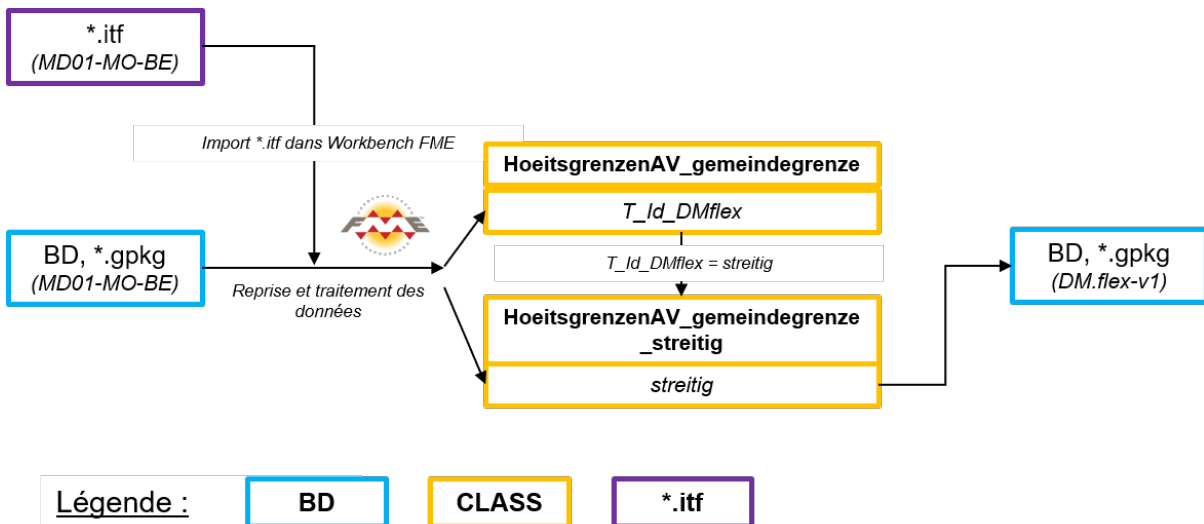 *.itf
(MD01-MO-BE)
Import *.itf dans Workbench FME
FME
BD, *.gpkg
(MD01-MO-BE)
Reprise et traitement des
données
HoeitsgrenzenAV_gemeindegrenze
T_Id_DMflex
T_Id_DMflex = streitig
HoeitsgrenzenAV_gemeindegrenze
_streitig
streitig
BD, *.gpkg
(DM.flex-v1)
Légende :
BD
CLASS
*.itf